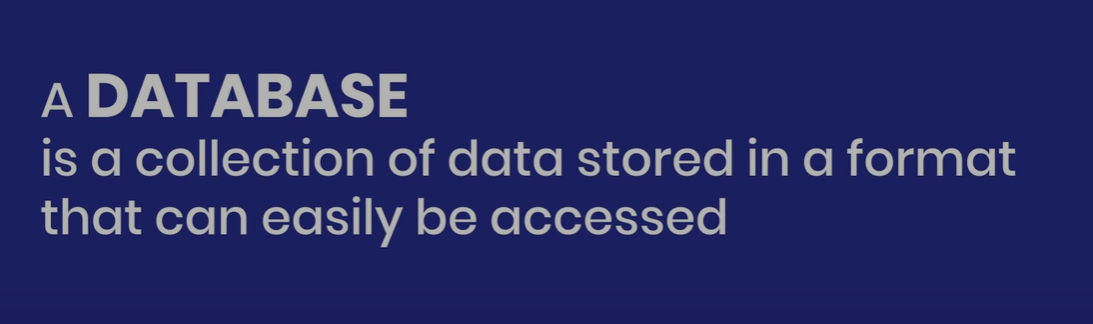 A DATABASE
is a collection of data stored in a format
that can easily be accessed